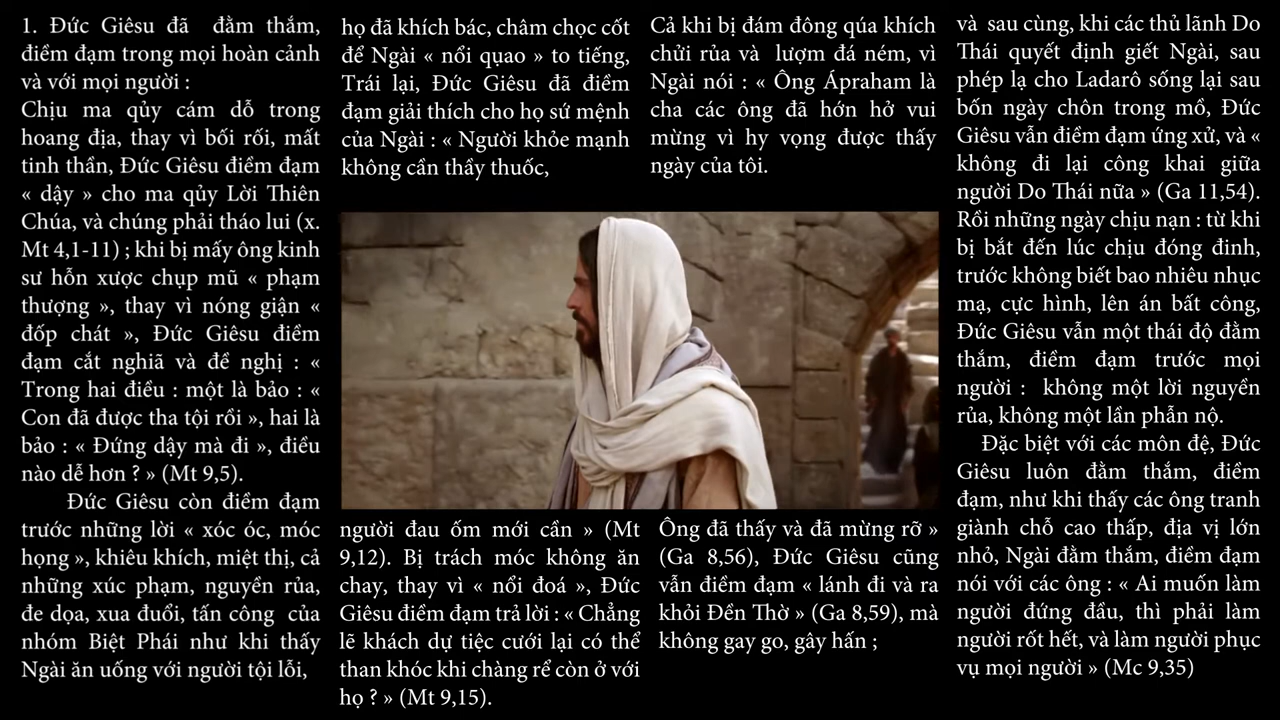 1. Đức Giêsu đã đằm thắm,
điềm đạm trong mọi hoàn cảnh
và với mọi người :
Chịu ma qủy cám dỗ trong
hoang địa, thay vì bối rối, mất
tinh thần, Đức Giêsu điềm đạm
« dậy » cho ma qủy Lời Thiên
Chúa, và chúng phải tháo lui (x.
Mt 4,1-11) ; khi bị mấy ông kinh
sư hỗn xược chụp mũ « phạm
thượng », thay vì nóng giận «
đốp chát », Đức Giêsu điềm
đạm cắt nghiã và đề nghị : «
Trong hai điều : một là bảo : «
Con đã được tha tội rồi », hai là
bảo : « Đứng dậy mà đi », điều
nào dễ hơn ? » (Mt 9,5).
Đức Giêsu còn điềm đạm
trước những lời « xóc óc, móc
họng », khiêu khích, miệt thị, cả
những xúc phạm, nguyền rủa,
đe dọa, xua đuổi, tấn công của
nhóm Biệt Phái như khi thấy
Ngài ăn uống với người tội lỗi,
họ đã khích bác, châm chọc cốt
để Ngài « nổi quạo » to tiếng,
Trái lại, Đức Giêsu đã điềm
đạm giải thích cho họ sứ mệnh
của Ngài : « Người khỏe mạnh
không cần thầy thuốc,
người đau ốm mới cần » (Mt
9,12). Bị trách móc không ăn
chay, thay vì « nổi đoá », Đức
Giêsu điềm đạm trả lời : « Chẳng
lẽ khách dự tiệc cưới lại có thể
than khóc khi chàng rể còn ở với
họ ? » (Mt 9,15).
Cả khi bị đám đông qúa khích
chửi rủa và lượm đá ném, vì
Ngài nói : « Ông Ápraham là
cha các ông đã hớn hở vui
mừng vì hy vọng được thấy
ngày của tôi.
Ông đã thấy và đã mừng rỡ »
(Ga 8,56), Đức Giêsu cũng
vẫn điềm đạm « lánh đi và ra
khỏi Đền Thờ » (Ga 8,59), mà
không gay go, gây hấn ;
và sau cùng, khi các thủ lãnh Do
Thái quyết định giết Ngài, sau
phép lạ cho Ladarô sống lại sau
bốn ngày chôn trong mồ, Đức
Giêsu vẫn điềm đạm ứng xử, và «
không đi lại công khai giữa
người Do Thái nữa » (Ga 11,54).
Rồi những ngày chịu nạn : từ khi
bị bắt đến lúc chịu đóng đinh,
trước không biết bao nhiêu nhục
mạ, cực hình, lên án bất công,
Đức Giêsu vẫn một thái độ đằm
thắm, điềm đạm trước mọi
người : không một lời nguyền
rủa, không một lần phẫn nộ.
Đặc biệt với các môn đệ, Đức
Giêsu luôn đằm thắm, điềm
đạm, như khi thấy các ông tranh
giành chỗ cao thấp, địa vị lớn
nhỏ, Ngài đằm thắm, điềm đạm
nói với các ông : « Ai muốn làm
người đứng đầu, thì phải làm
người rốt hết, và làm người phục
vụ mọi người » (Mc 9,35)